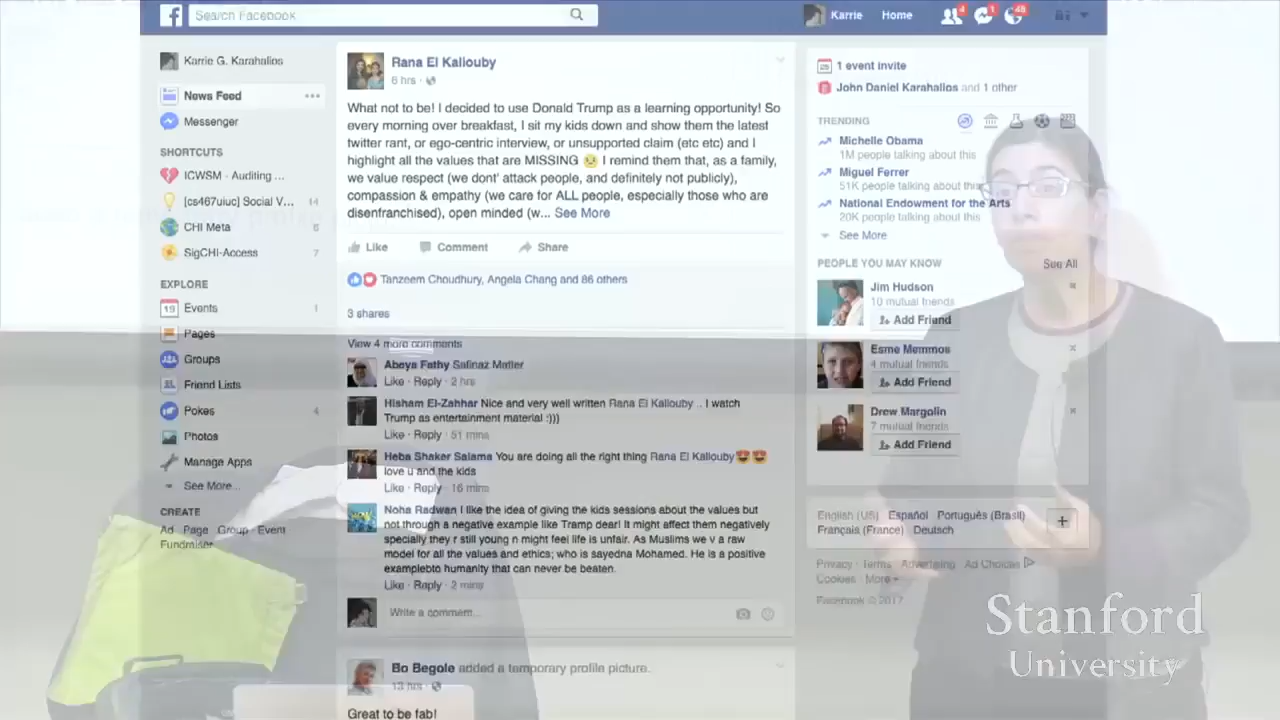 Search Facebook
Karrie
Home
4
1
48
Karrie G. Karahalios
News Feed
Messenger
SHORTCUTS
ICWSM - Auditing ...
[cs467uiuc] Social V... 14
CHI Meta 6
SigCHI-Access 7
EXPLORE
Events 1
Pages
Groups
Friend Lists
Pokes 4
Photos
Manage Apps
See More...
CREATE
Ad Page Group Event
Fundraiser
Rana El Kaliouby
6 hrs ·
What not to be! I decided to use Donald Trump as a learning opportunity! So
every morning over breakfast, I sit my kids down and show them the latest
twitter rant, or ego-centric interview, or unsupported claim (etc etc) and I
highlight all the values that are MISSING 😢 I remind them that, as a family,
we value respect (we dont' attack people, and definitely not publicly),
compassion & empathy (we care for ALL people, especially those who are
disenfranchised), open minded (w... See More
Like Comment Share
Tanzeem Choudhury, Angela Chang and 86 others
3 shares
View 4 more comments
Abeya Fathy Safinaz Matter
Like · Reply · 2 hrs
Hisham El-Zahhar Nice and very well written Rana El Kaliouby .. I watch
Trump as entertainment material :)))
Like · Reply · 51 mins
Heba Shaker Salama You are doing all the right thing Rana El Kaliouby😍😍
love u and the kids
Like · Reply · 16 mins
Noha Radwan I like the idea of giving the kids sessions about the values but
not through a negative example like Tramp dear! It might affect them negatively
specially they r still young n might feel life is unfair. As Muslims we v a raw
model for all the values and ethics; who is sayedna Mohamed. He is a positive
examplebto humanity that can never be beaten.
Like · Reply · 2 mins
Write a comment...
Bo Begole added a temporary profile picture.
13 hrs ·
Great to be fab!
1 event invite
John Daniel Karahalios and 1 other
TRENDING
Michelle Obama
1M people talking about this
Miguel Ferrer
51K people talking about this
National Endowment for the Arts
20K people talking about this
See More
PEOPLE YOU MAY KNOW
See All
Jim Hudson
10 mutual friends
Add Friend
Esme Memmos
4 mutual friends
Add Friend
Drew Margolin
7 mutual friends
Add Friend
English (US) · Español · Português (Brasil) ·
Français (France) · Deutsch
Privacy · Terms · Advertising · Ad Choices
Cookies · More
Facebook © 2017
Stanford
University